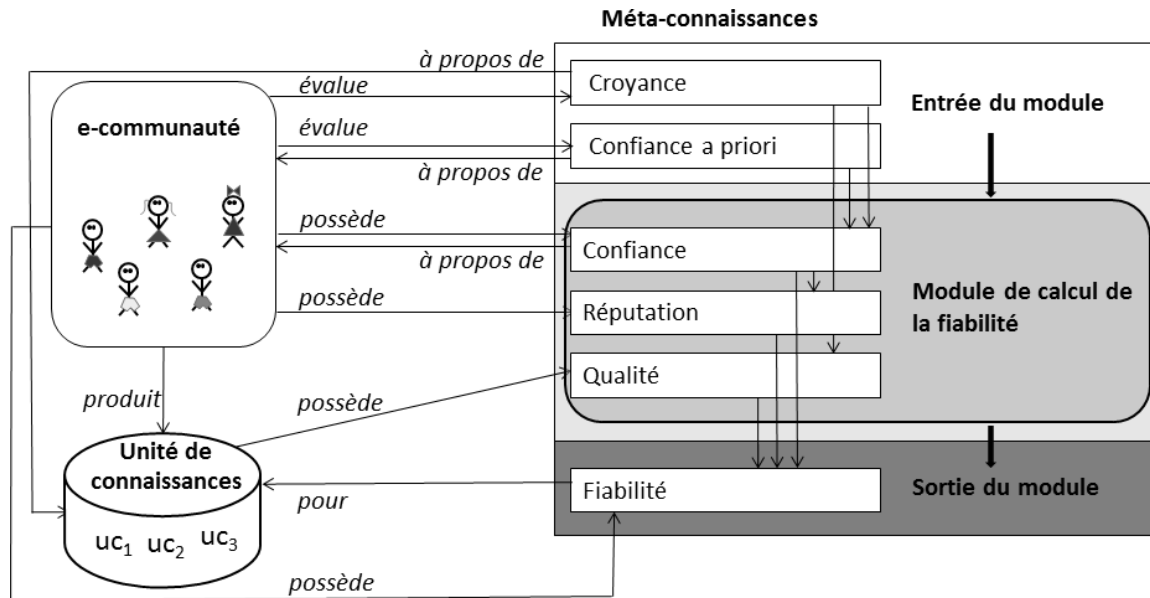 Méta-connaissances
à propos de
évalue
Croyance
Entrée du module
e-communauté
évalue
Confiance a priori
à propos de
possède
Confiance
à propos de
Module de calcul de
la fiabilité
possède
Réputation
Qualité
produit
possède
Unité de
connaissances
pour
Fiabilité
Sortie du module
uc1 uc2 uc3
possède